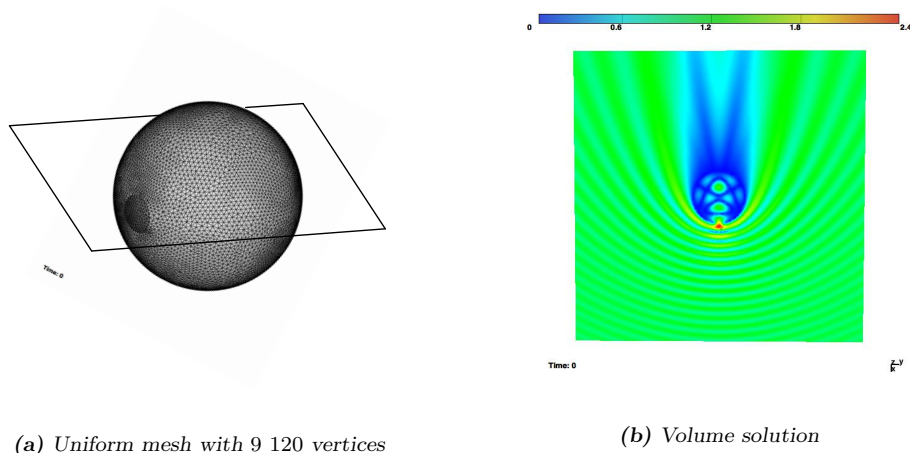 0 0.6 1.2 1.8 2.4
Time: 0
Time: 0
z y
x
(a) Uniform mesh with 9 120 vertices
(b) Volume solution